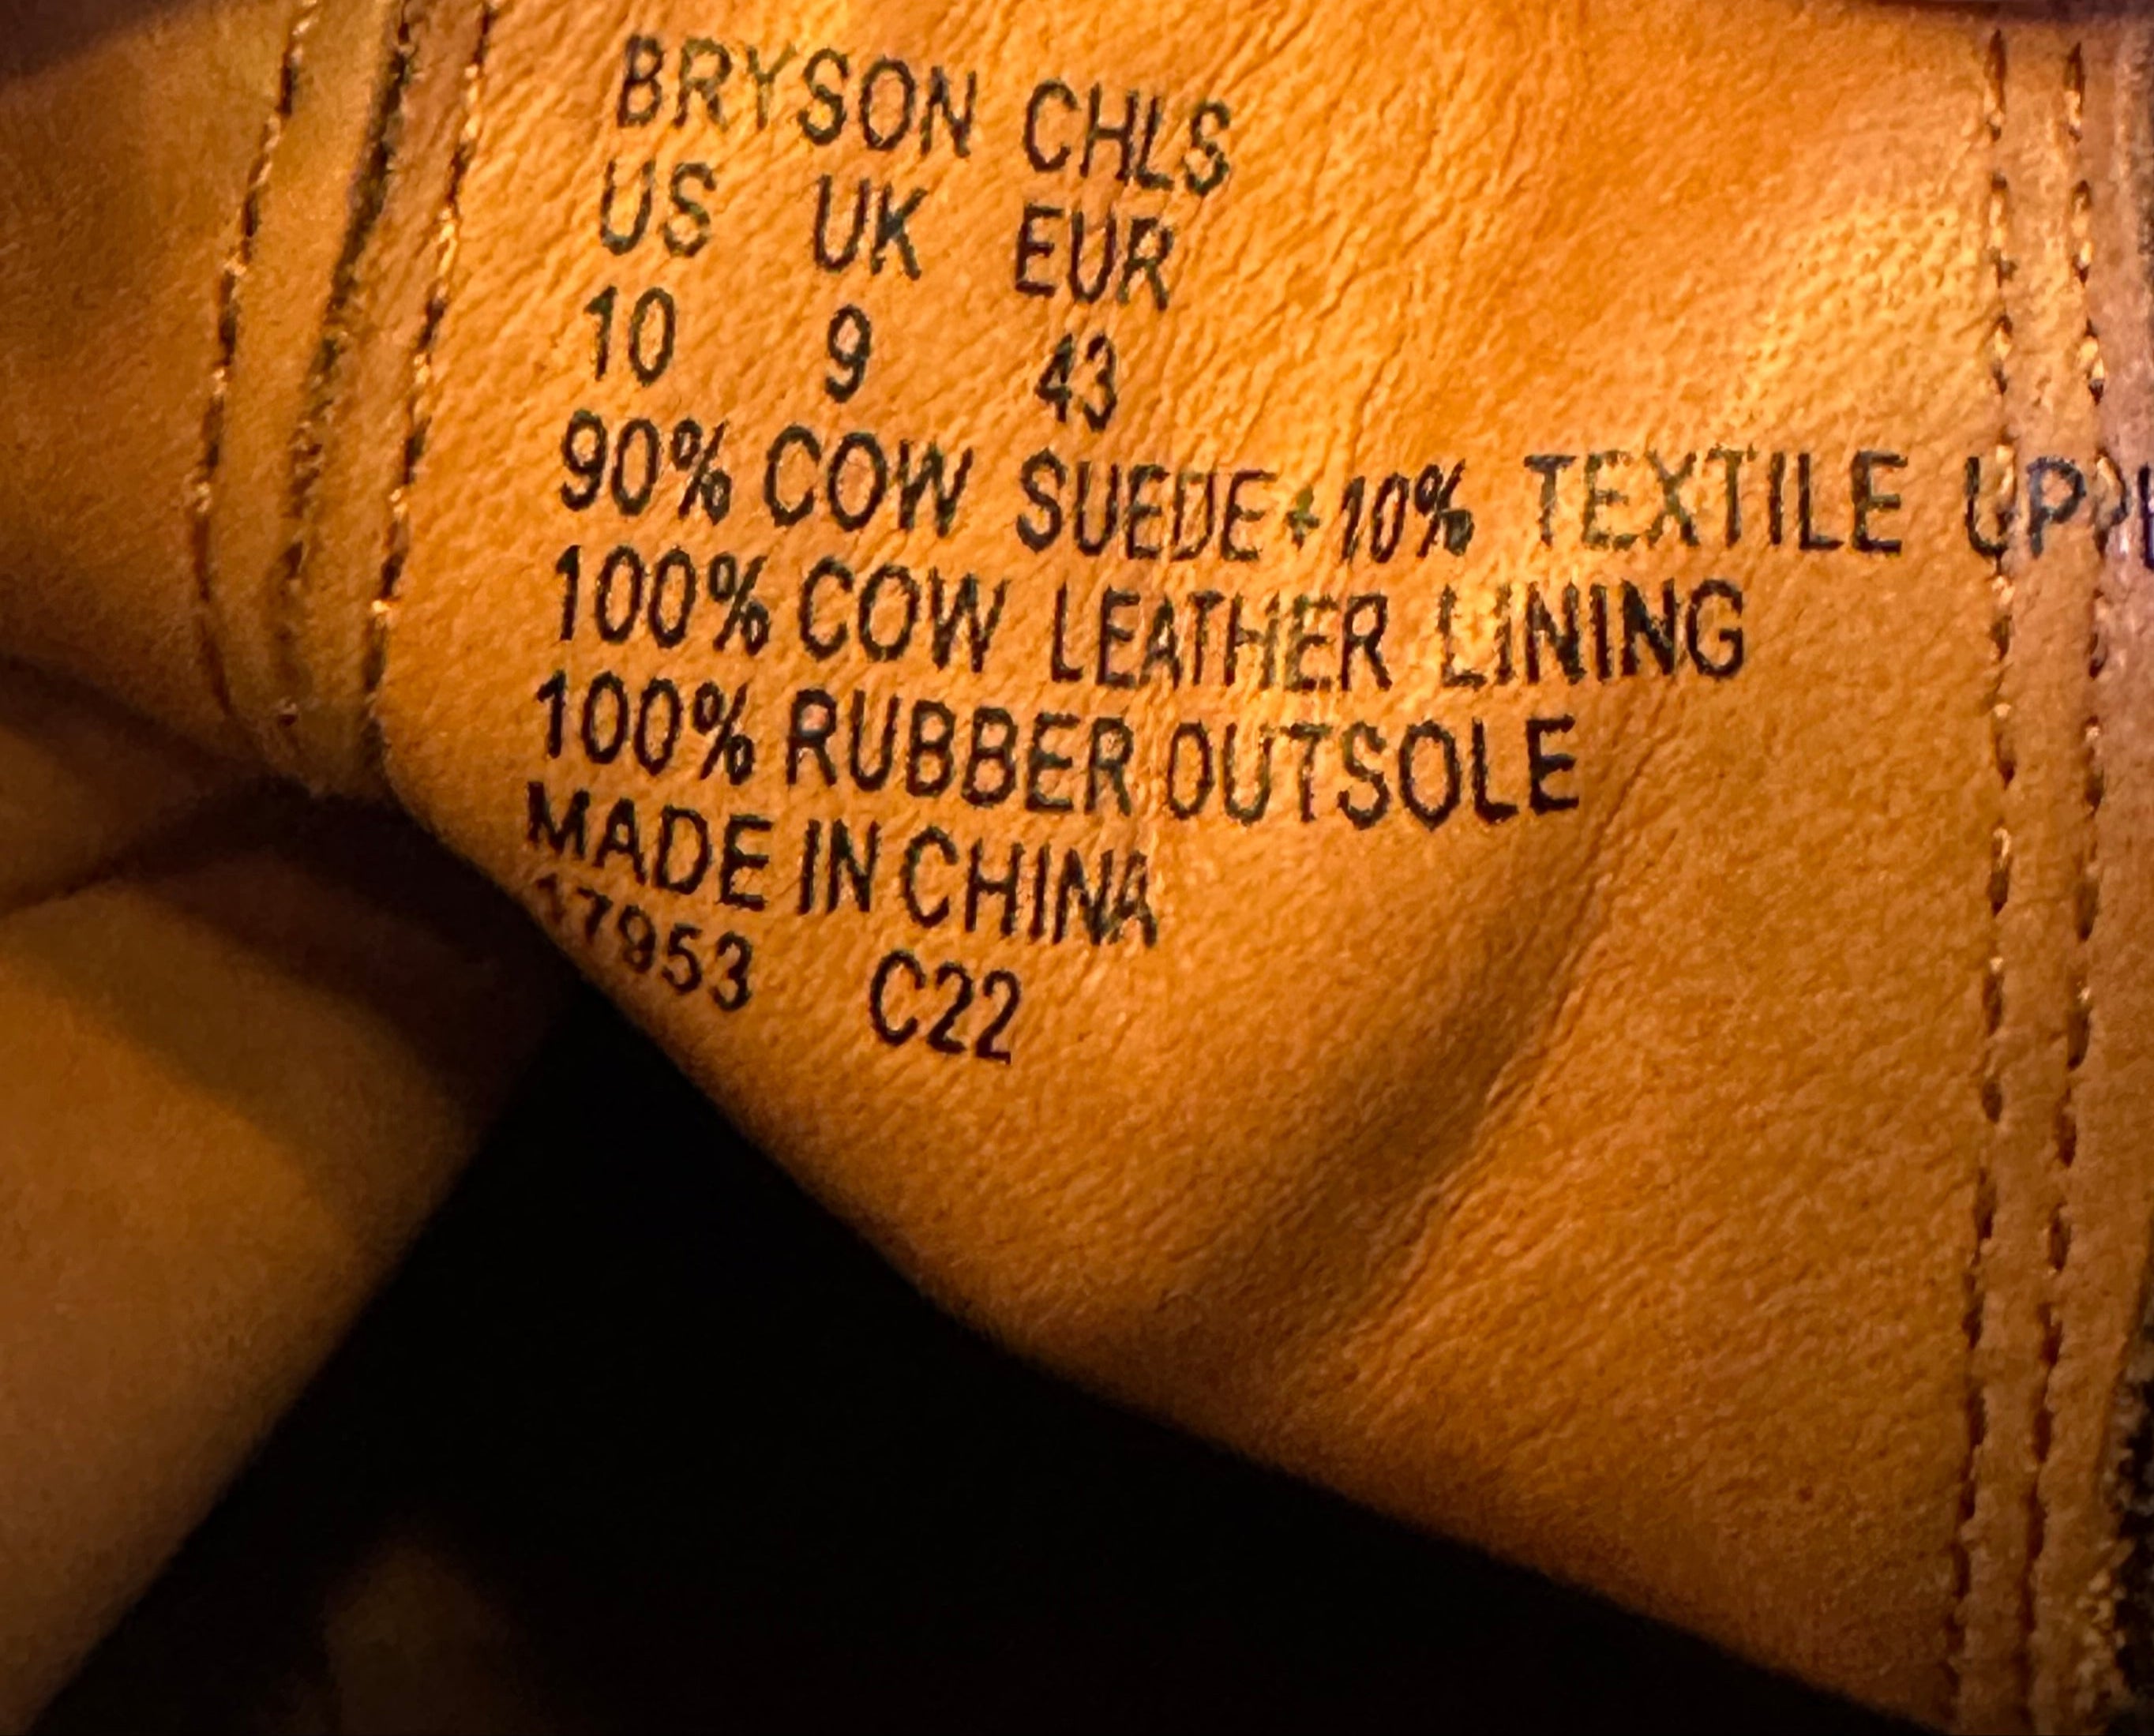 BRYSON CHLS
US UK EUR
10 9 43
90% COW SUEDE+10% TEXTILE
100% COW LEATHER LINING
100% RUBBER OUTSOLE
MADE IN CHINA
C22